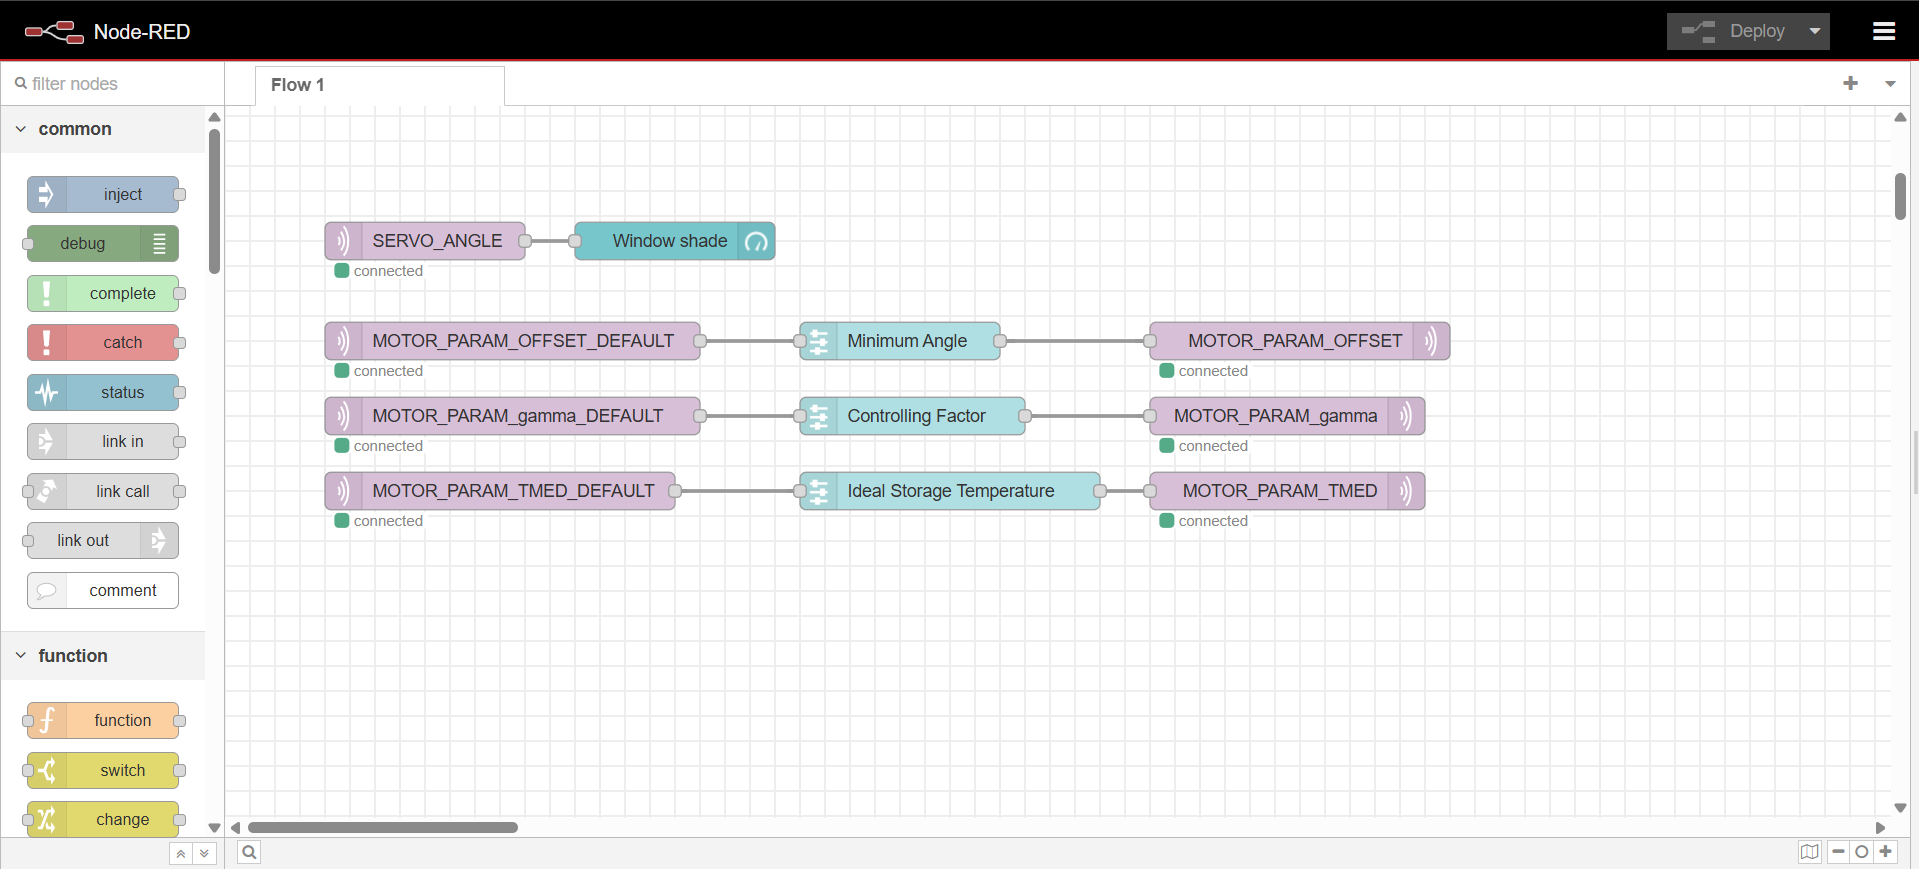 Node-RED
Deploy
filter nodes
Flow 1
common
inject
debug
complete
catch
status
link in
link call
link out
comment
function
function
switch
change
SERVO_ANGLE
Window shade
connected
MOTOR_PARAM_OFFSET_DEFAULT
Minimum Angle
MOTOR_PARAM_OFFSET
connected
connected
MOTOR_PARAM_gamma_DEFAULT
Controlling Factor
MOTOR_PARAM_gamma
connected
connected
MOTOR_PARAM_TMED_DEFAULT
Ideal Storage Temperature
MOTOR_PARAM_TMED
connected
connected